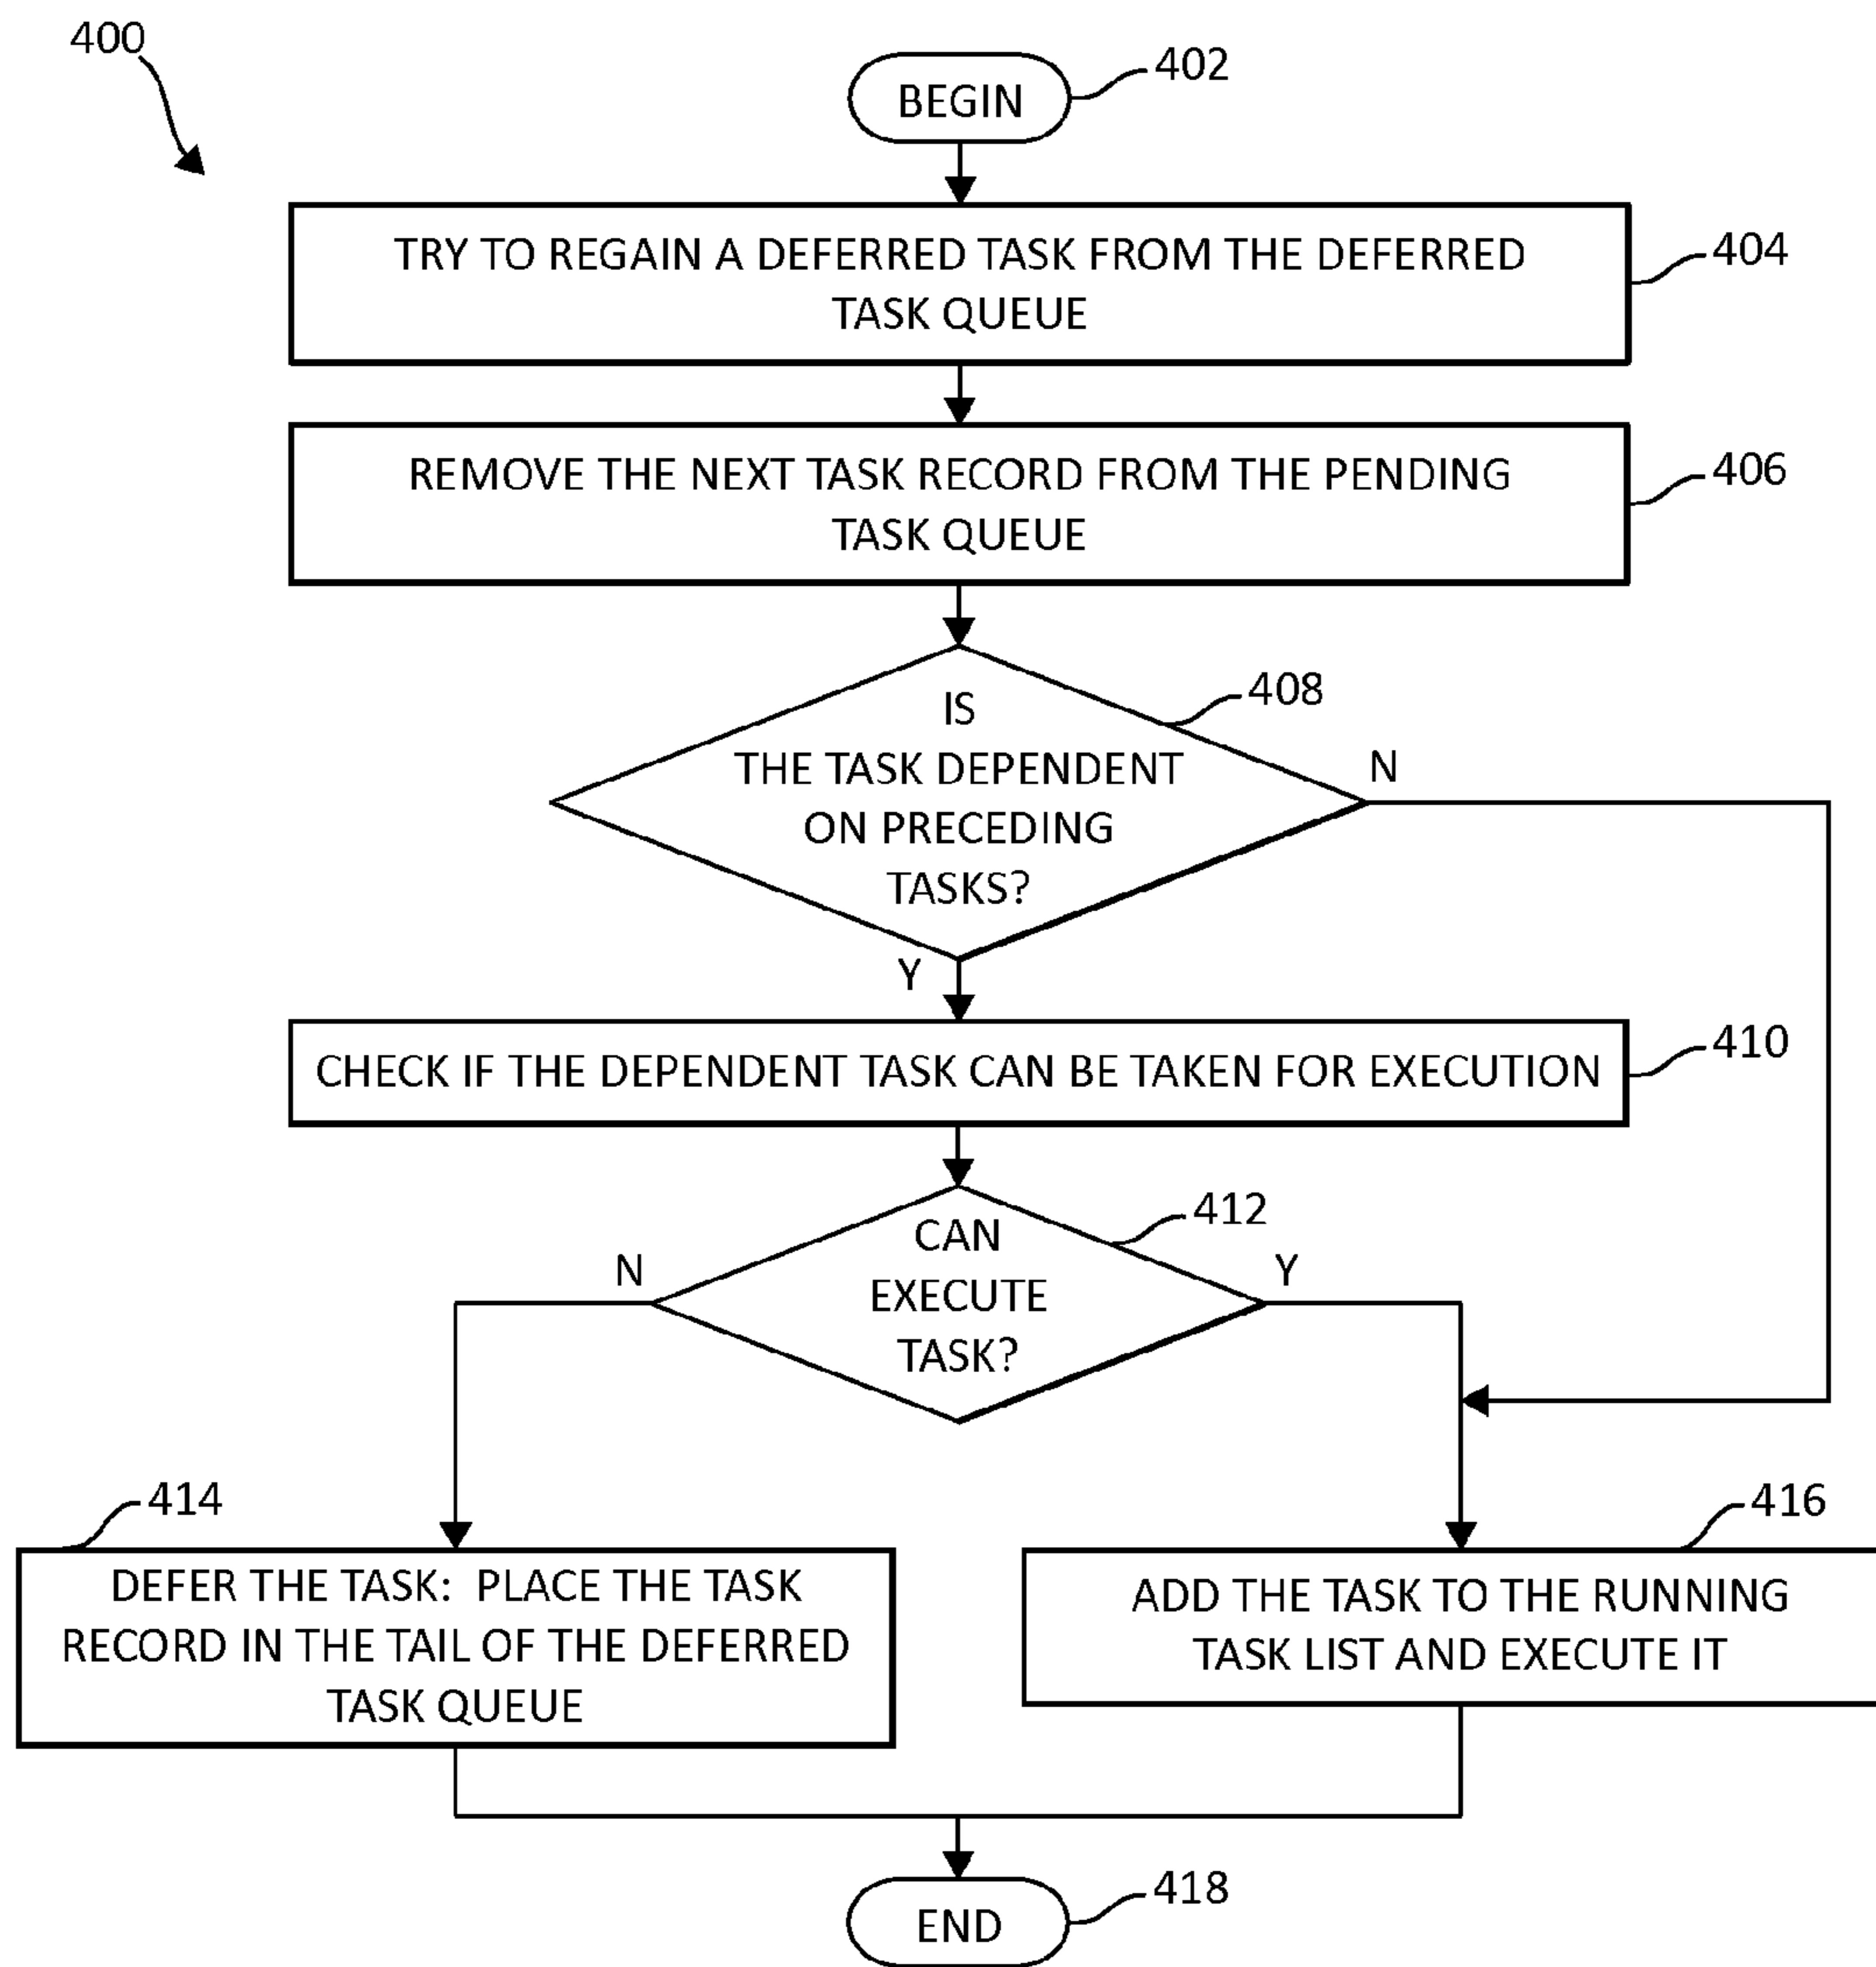 400
BEGIN
402
TRY TO REGAIN A DEFERRED TASK FROM THE DEFERRED
TASK QUEUE
404
REMOVE THE NEXT TASK RECORD FROM THE PENDING
TASK QUEUE
406
IS
THE TASK DEPENDENT
ON PRECEDING
TASKS?
408
N
Y
CHECK IF THE DEPENDENT TASK CAN BE TAKEN FOR EXECUTION
410
CAN
EXECUTE
TASK?
412
N
Y
414
DEFER THE TASK:  PLACE THE TASK
RECORD IN THE TAIL OF THE DEFERRED
TASK QUEUE
416
ADD THE TASK TO THE RUNNING
TASK LIST AND EXECUTE IT
END
418